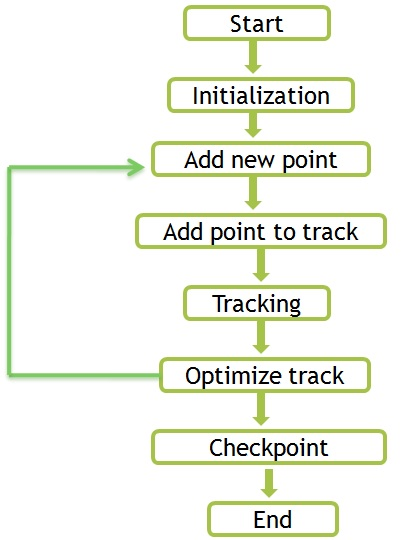 Start
Initialization
Add new point
Add point to track
Tracking
Optimize track
Checkpoint
End